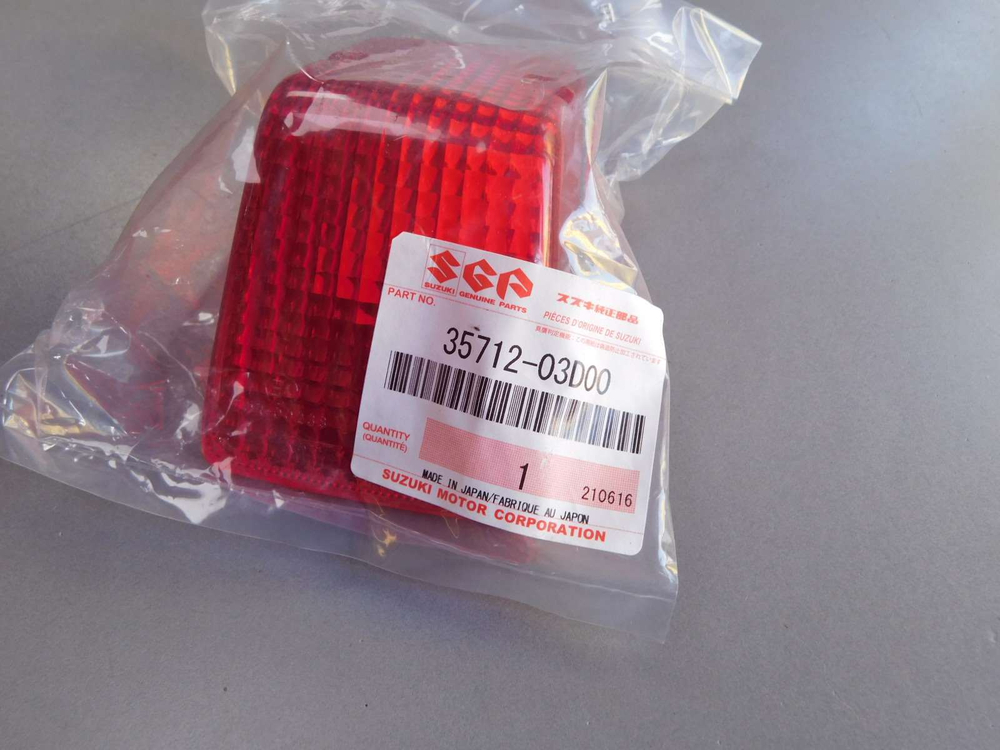 SGP
SUZUKI GENUINE PARTS
スズキ純正部品
PIÈCES D'ORIGINE DE SUZUKI
PART NO.
35712-03D00
QUANTITY
(QUANTITÉ)
1
210616
MADE IN JAPAN/FABRIQUE AU JAPON
SUZUKI MOTOR CORPORATION